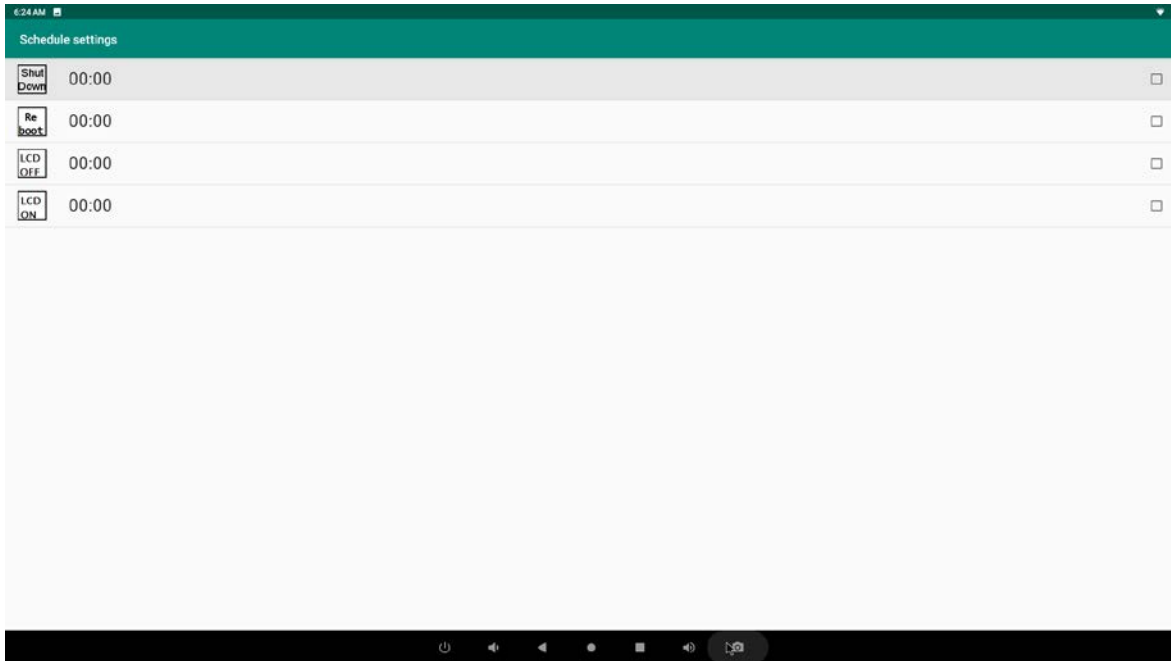 6:24 AM
Schedule settings
Shut
Down
00:00
Re
boot
00:00
LCD
OFF
00:00
LCD
ON
00:00